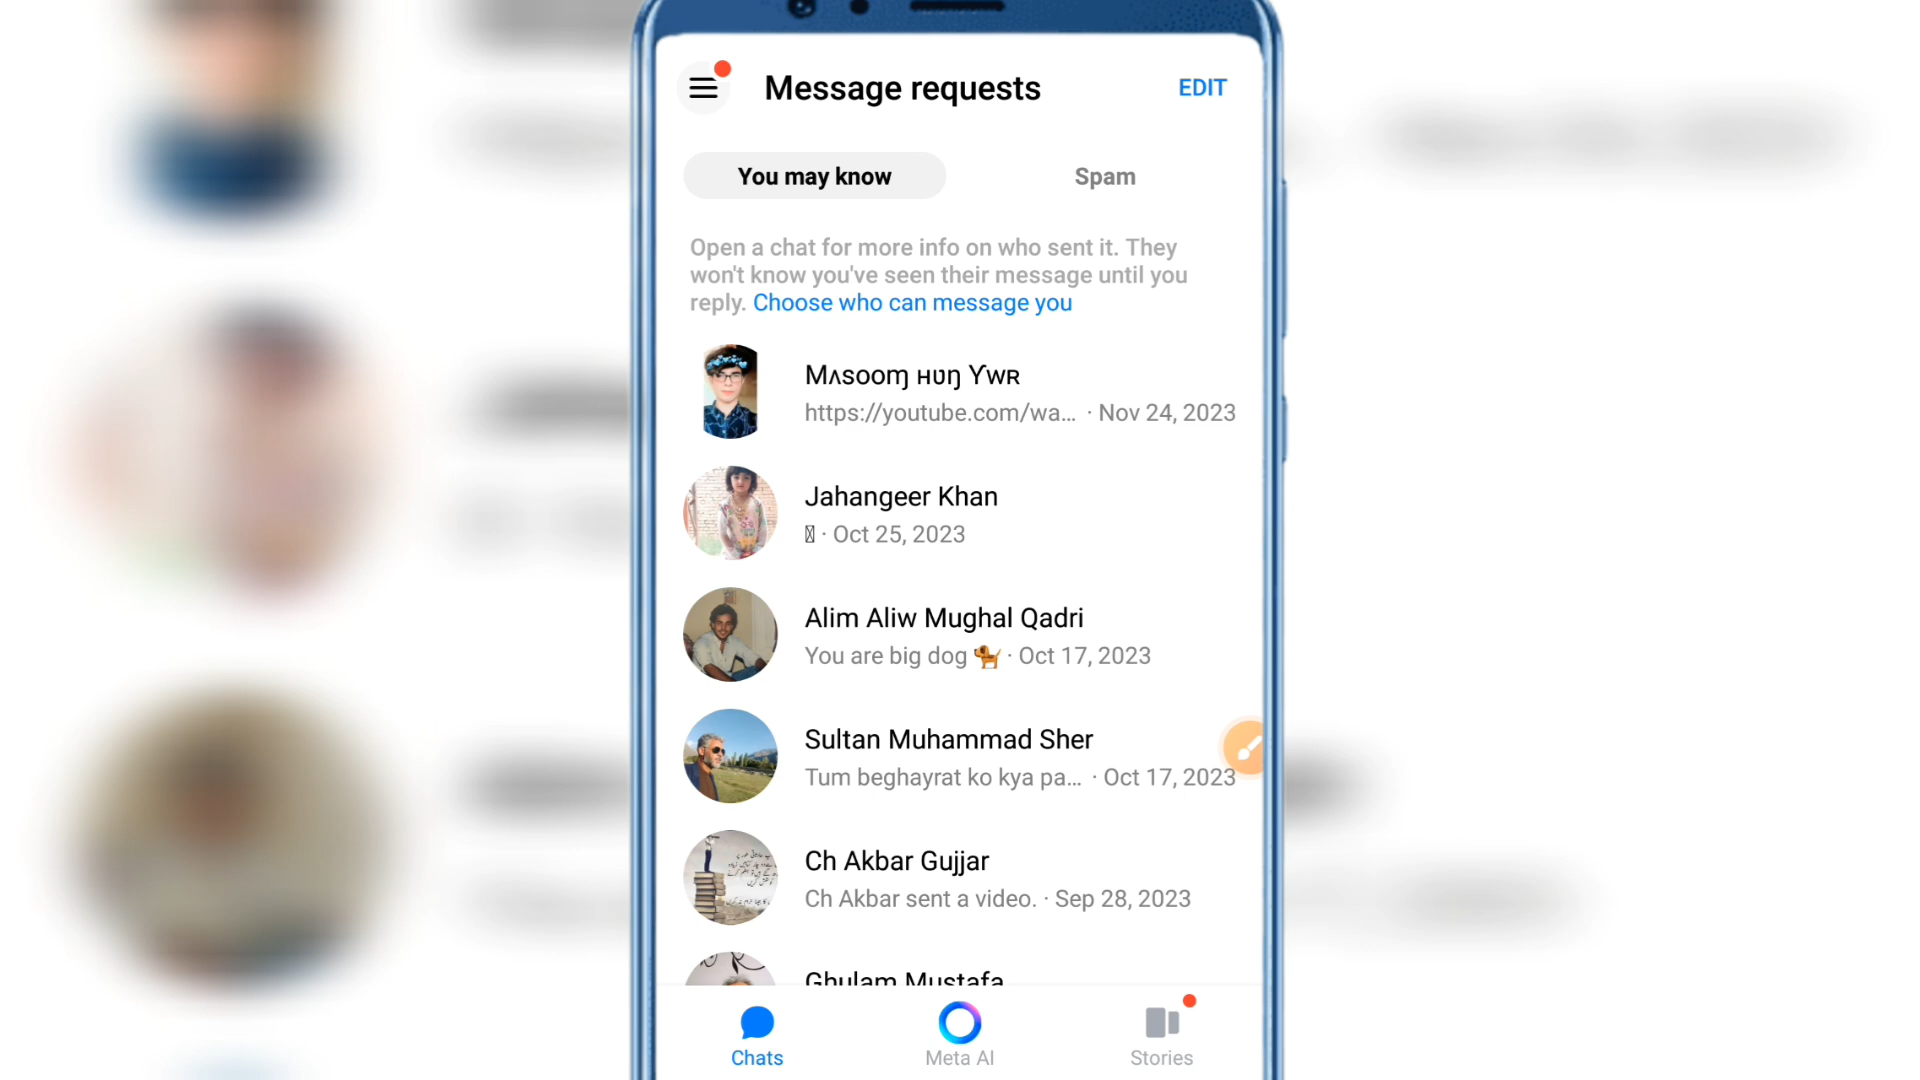 Message requests
EDIT
You may know
Spam
Open a chat for more info on who sent it. They
won't know you've seen their message until you
reply. Choose who can message you
Mʌsooɱ ʜʋŋ Ƴwʀ
https://youtube.com/wa... · Nov 24, 2023
Jahangeer Khan
· Oct 25, 2023
Alim Aliw Mughal Qadri
You are big dog 🐕 · Oct 17, 2023
Sultan Muhammad Sher
Tum beghayrat ko kya pa... · Oct 17, 2023
Ch Akbar Gujjar
Ch Akbar sent a video. · Sep 28, 2023
Ghulam Mustafa
Chats
Meta AI
Stories